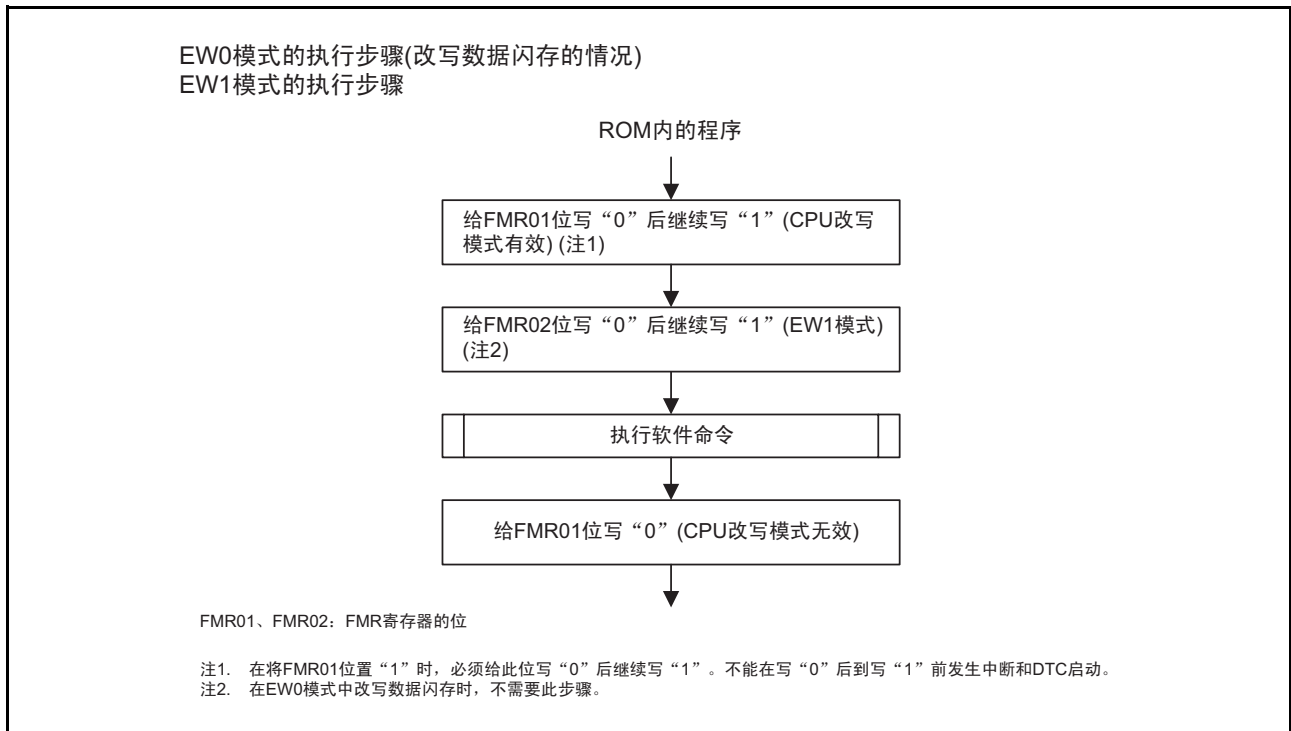 EW0模式的执行步骤(改写数据闪存的情况)
EW1模式的执行步骤
ROM内的程序
给FMR01位写“0”后继续写“1”(CPU改写
模式有效) (注1)
给FMR02位写“0”后继续写“1”(EW1模式)
(注2)
执行软件命令
给FMR01位写“0”(CPU改写模式无效)
FMR01、FMR02：FMR寄存器的位
注1. 在将FMR01位置“1”时，必须给此位写“0”后继续写“1”。不能在写“0”后到写“1”前发生中断和DTC启动。
注2. 在EW0模式中改写数据闪存时，不需要此步骤。